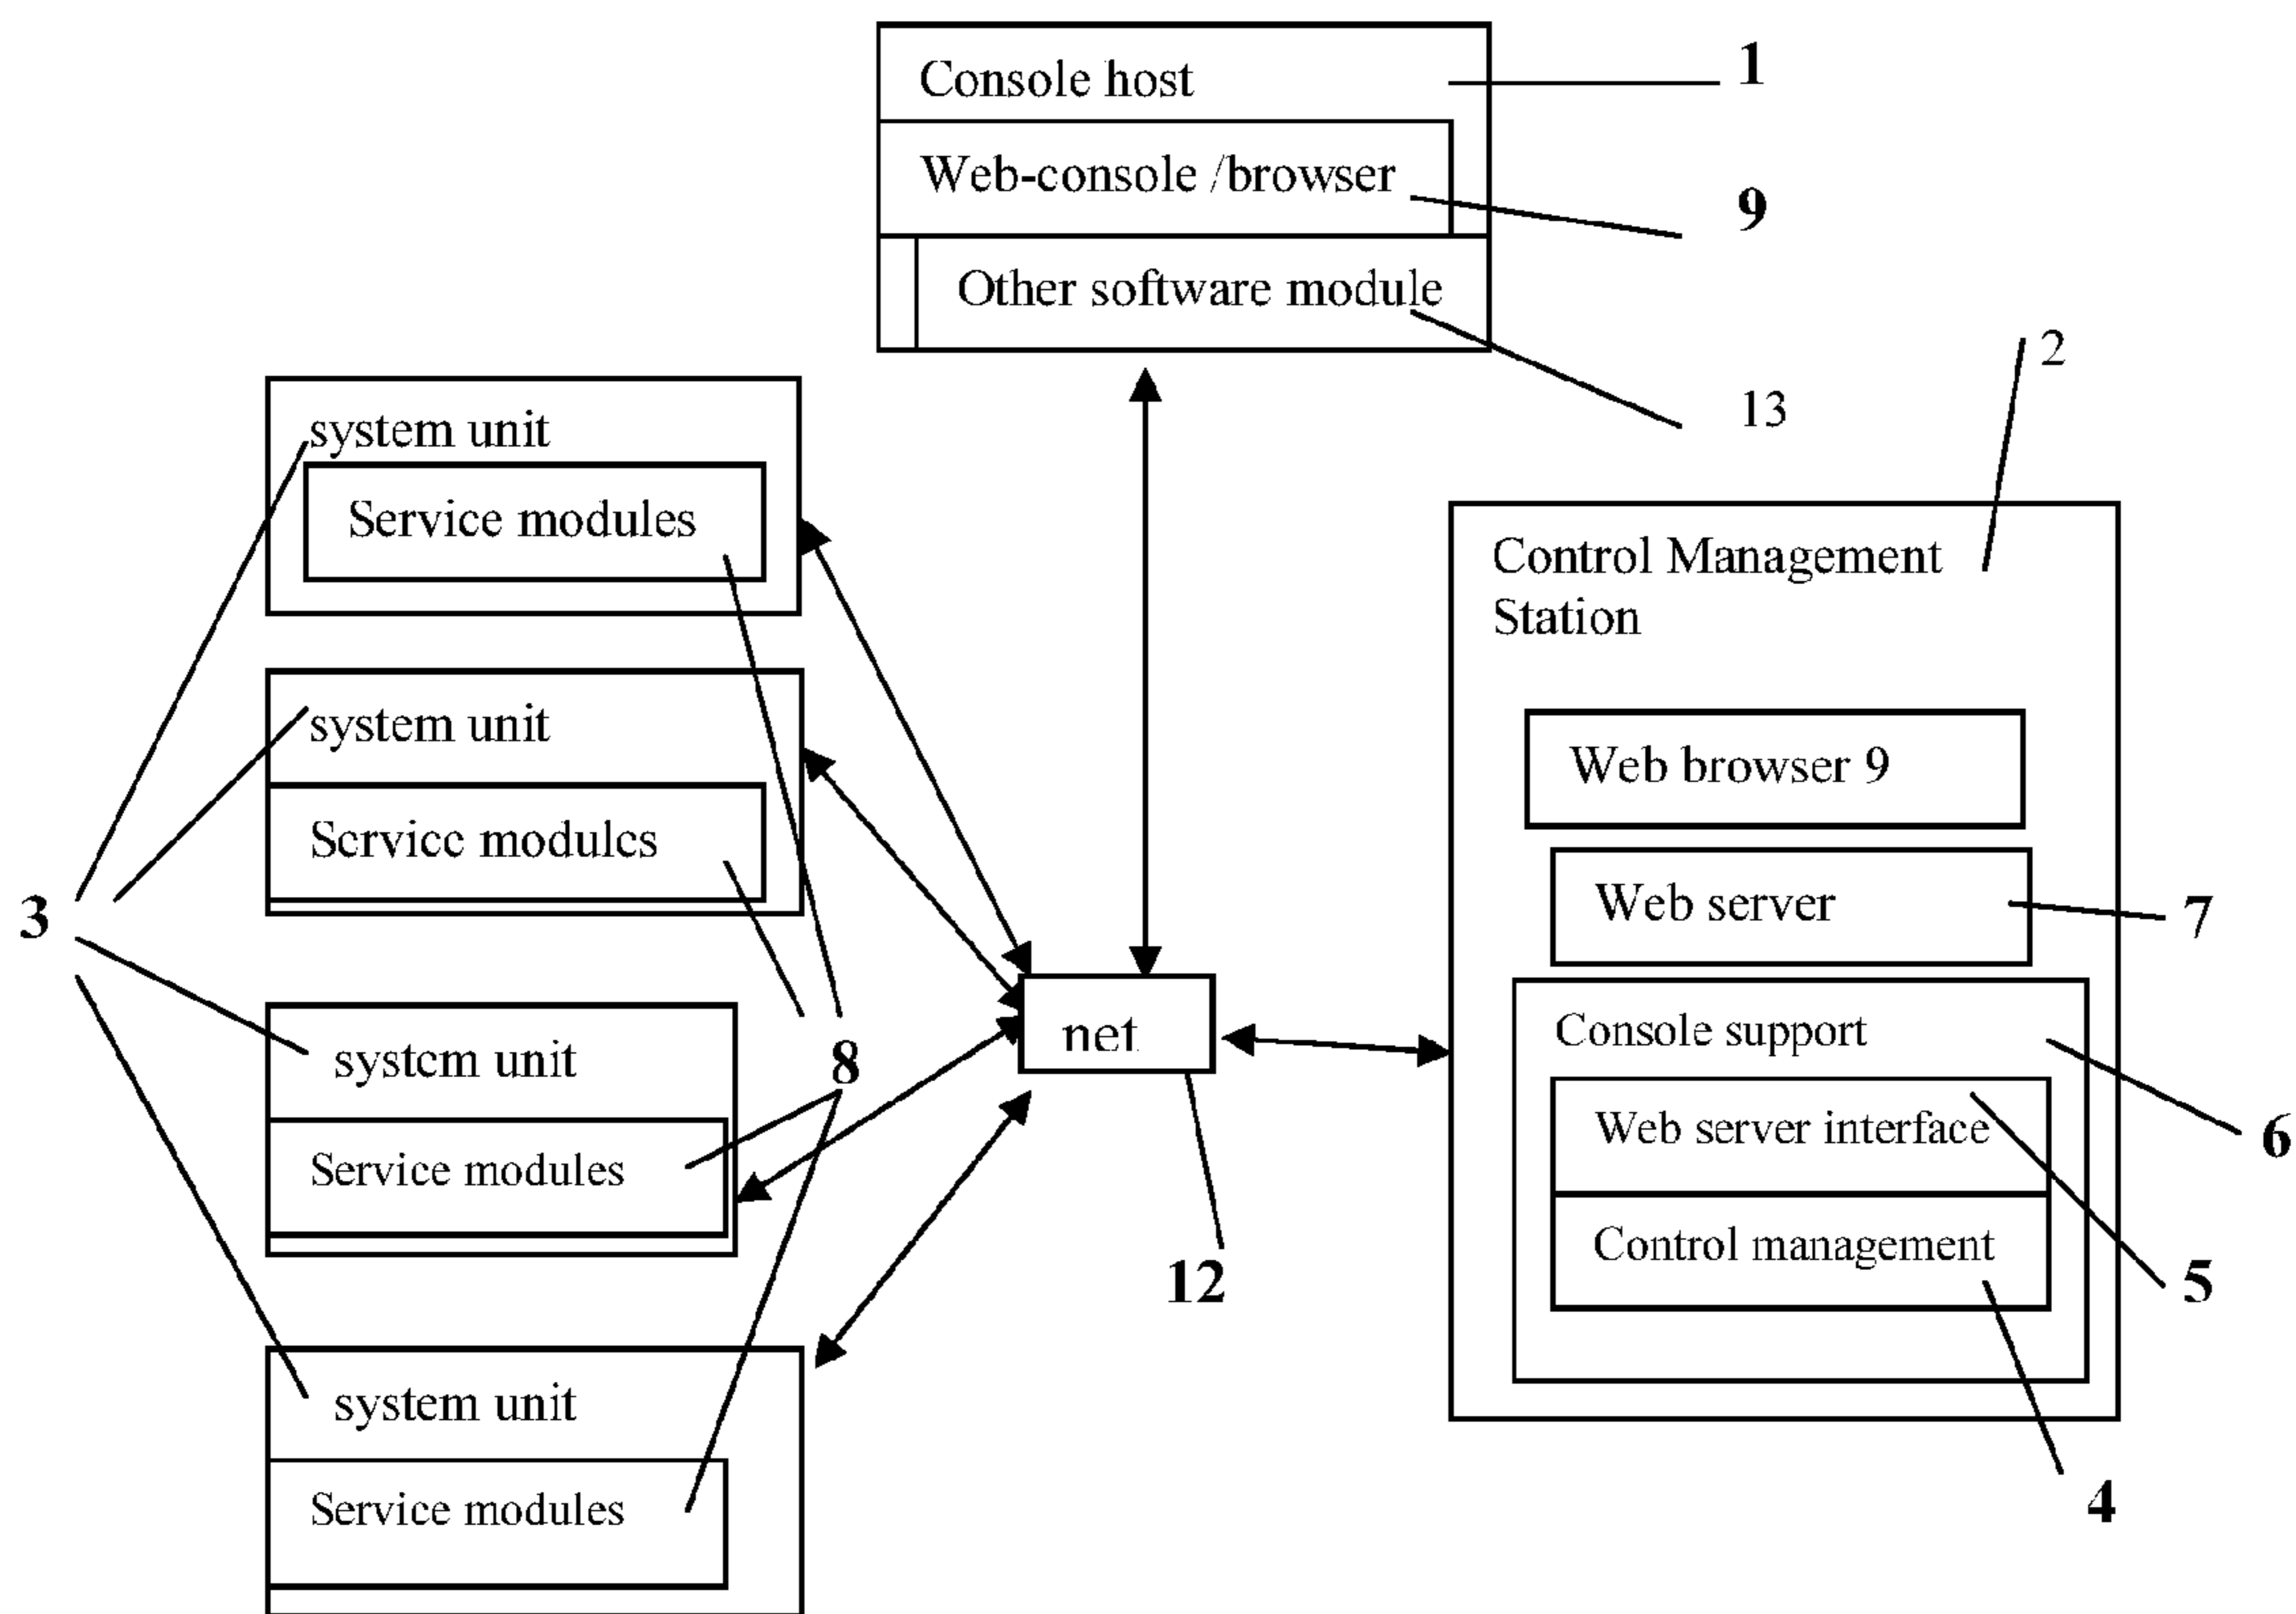 Console host
1
Web-console /browser
9
Other software module
13
2
system unit
Service modules
system unit
Service modules
3
system unit
Service modules
8
system unit
Service modules
net
12
Control Management
Station
Web browser 9
Web server
7
Console support
6
Web server interface
5
Control management
4